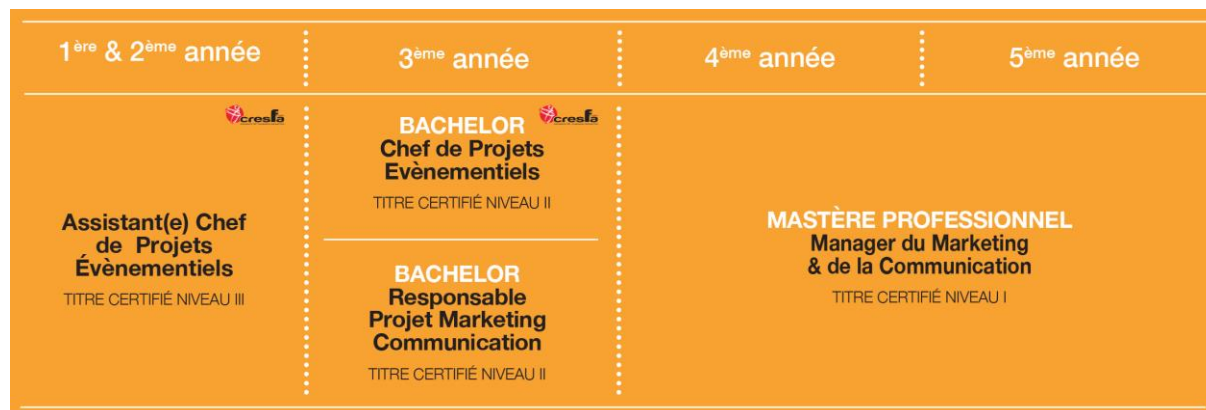 1ère & 2ème année
3ème année
4ème année
5ème année
cresfa
Assistant(e) Chef
de Projets
Évènementiels
TITRE CERTIFIÉ NIVEAU III
cresfa
BACHELOR
Chef de Projets
Evènementiels
TITRE CERTIFIÉ NIVEAU II
BACHELOR
Responsable
Projet Marketing
Communication
TITRE CERTIFIÉ NIVEAU II
MASTÈRE PROFESSIONNEL
Manager du Marketing
& de la Communication
TITRE CERTIFIÉ NIVEAU I